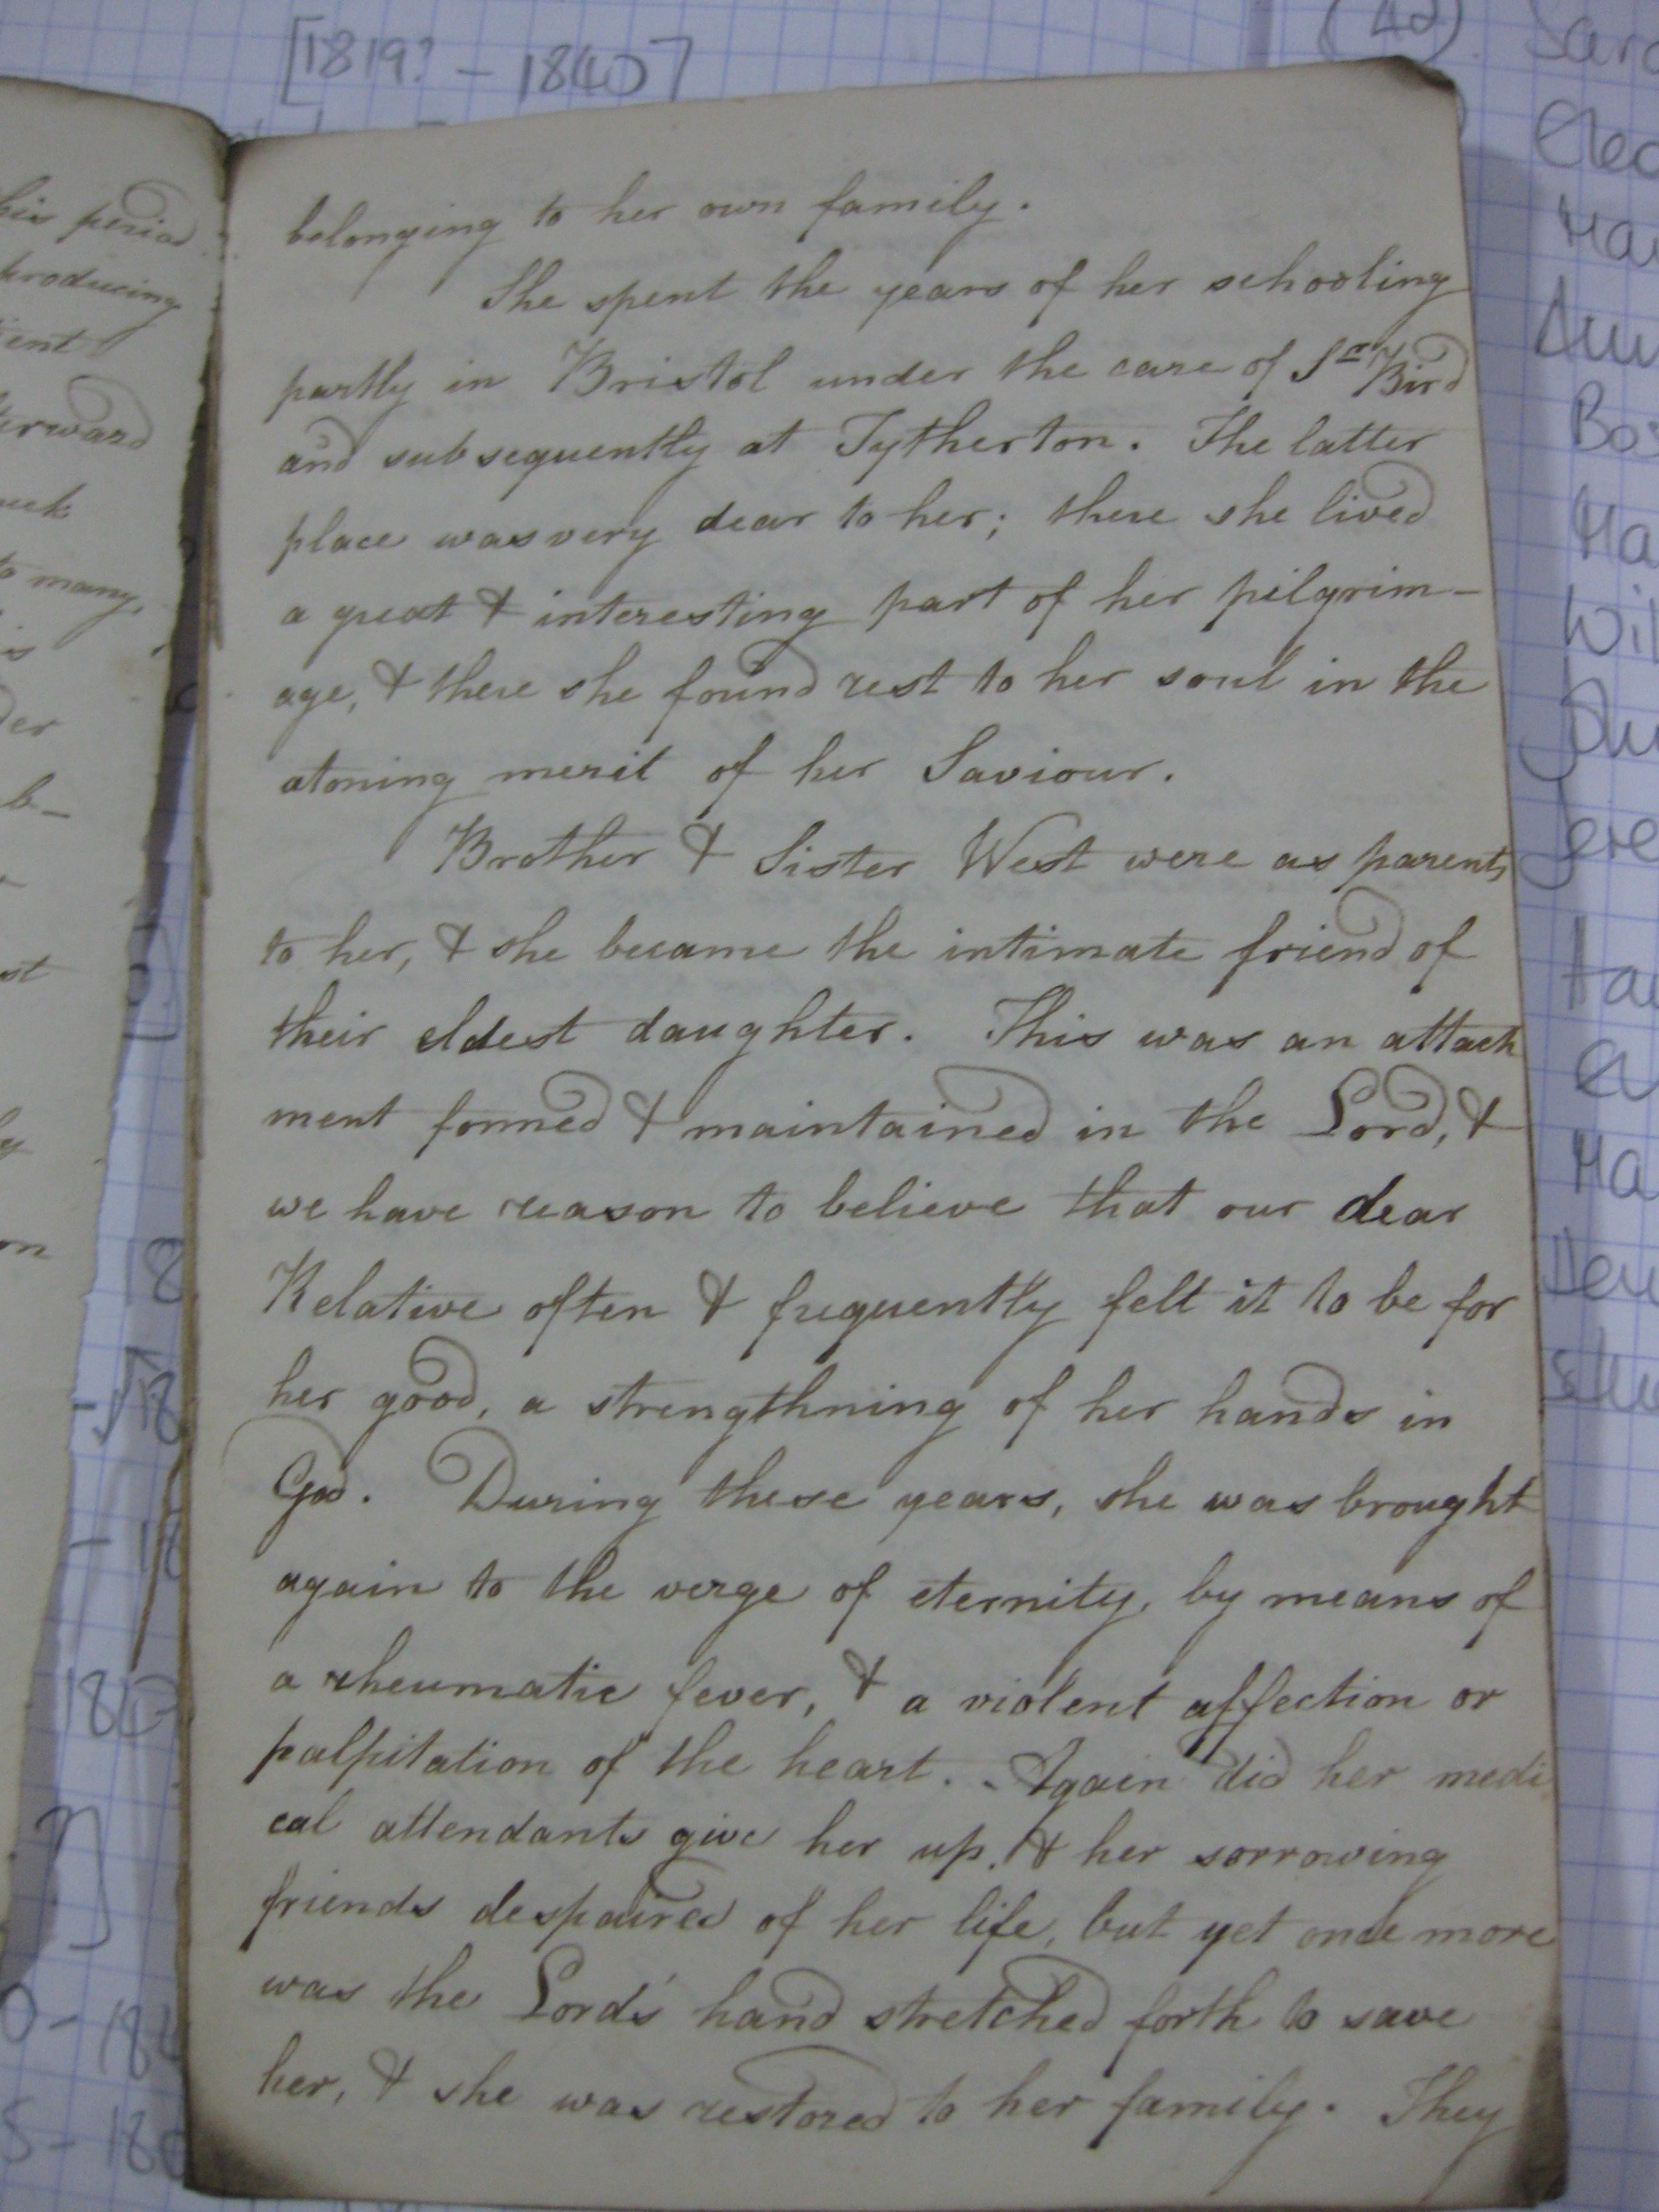 [1819? – 1840]
(42)
belonging to her own family.
She spent the years of her schooling
partly in Bristol under the care of Sr Bird
and subsequently at Tytherton. The latter
place was very dear to her; there she lived
a great & interesting part of her pilgrim-
age, & there she found rest to her soul in the
atoning merit of her Saviour.
Brother & Sister West were as parents
to her, & she became the intimate friend of
their eldest daughter. This was an attach
ment formed & maintained in the Lord, &
we have reason to believe that our dear
Relative often & frequently felt it to be for
her good, a strengthning of her hands in
God. During these years, she was brought
again to the verge of eternity, by means of
a rheumatic fever, & a violent affection or
palpitation of the heart. Again did her medi
cal attendants give her up, & her sorrowing
friends despaired of her life, but yet once more
was the Lord's hand stretched forth to save
her, & she was restored to her family. They